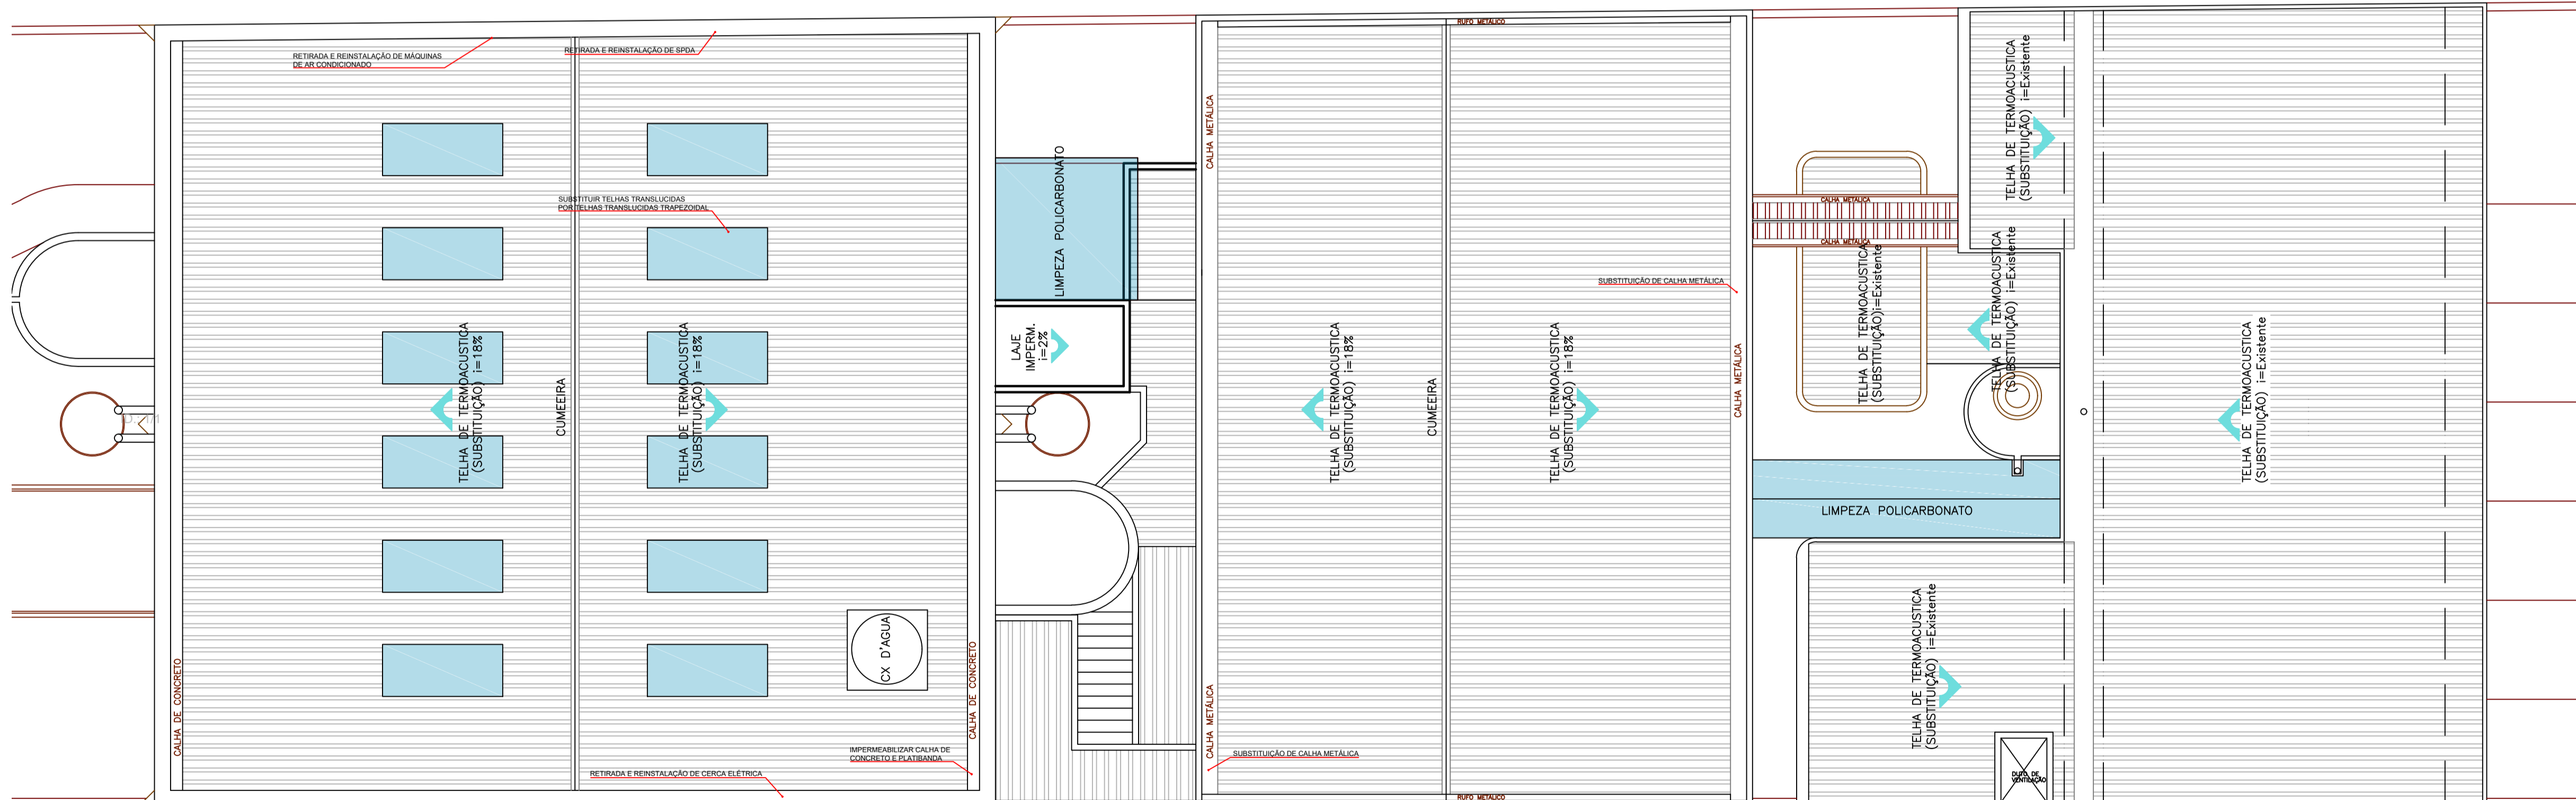 RETIRADA E REINSTALAÇÃO DE MÁQUINAS
DE AR CONDICIONADO
RETIRADA E REINSTALAÇÃO DE SPDA
SUBSTITUIR TELHAS TRANSLUCIDAS
POR TELHAS TRANSLUCIDAS TRAPEZOIDAL
TELHA DE TERMOACUSTICA
(SUBSTITUIÇÃO) i=18%
CUMEEIRA
TELHA DE TERMOACUSTICA
(SUBSTITUIÇÃO) i=18%
CX D'AGUA
CALHA DE CONCRETO
CALHA DE CONCRETO
IMPERMEABILIZAR CALHA DE
CONCRETO E PLATIBANDA
RETIRADA E REINSTALAÇÃO DE CERCA ELÉTRICA
LIMPEZA POLICARBONATO
LAJE
IMPERM.
i=2%
CALHA METÁLICA
CALHA METÁLICA
RUFO METÁLICO
TELHA DE TERMOACUSTICA
(SUBSTITUIÇÃO) i=18%
CUMEEIRA
TELHA DE TERMOACUSTICA
(SUBSTITUIÇÃO) i=18%
SUBSTITUIÇÃO DE CALHA METÁLICA
CALHA METÁLICA
SUBSTITUIÇÃO DE CALHA METÁLICA
RUFO METÁLICO
CALHA METÁLICA
CALHA METÁLICA
TELHA DE TERMOACUSTICA
(SUBSTITUIÇÃO)i=Existente
TELHA DE TERMOACUSTICA
(SUBSTITUIÇÃO) i=Existente
TELHA DE TERMOACUSTICA
(SUBSTITUIÇÃO) i=Existente
LIMPEZA POLICARBONATO
TELHA DE TERMOACUSTICA
(SUBSTITUIÇÃO) i=Existente
DUTO DE
VENTILAÇÃO
TELHA DE TERMOACUSTICA
(SUBSTITUIÇÃO) i=Existente